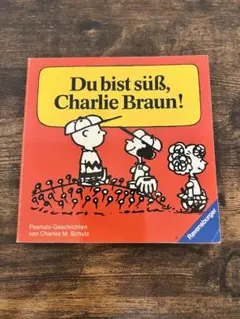 Du bist süß,
Charlie Braun!
Peanuts-Geschichten
von Charles M. Schulz
Ravensburger